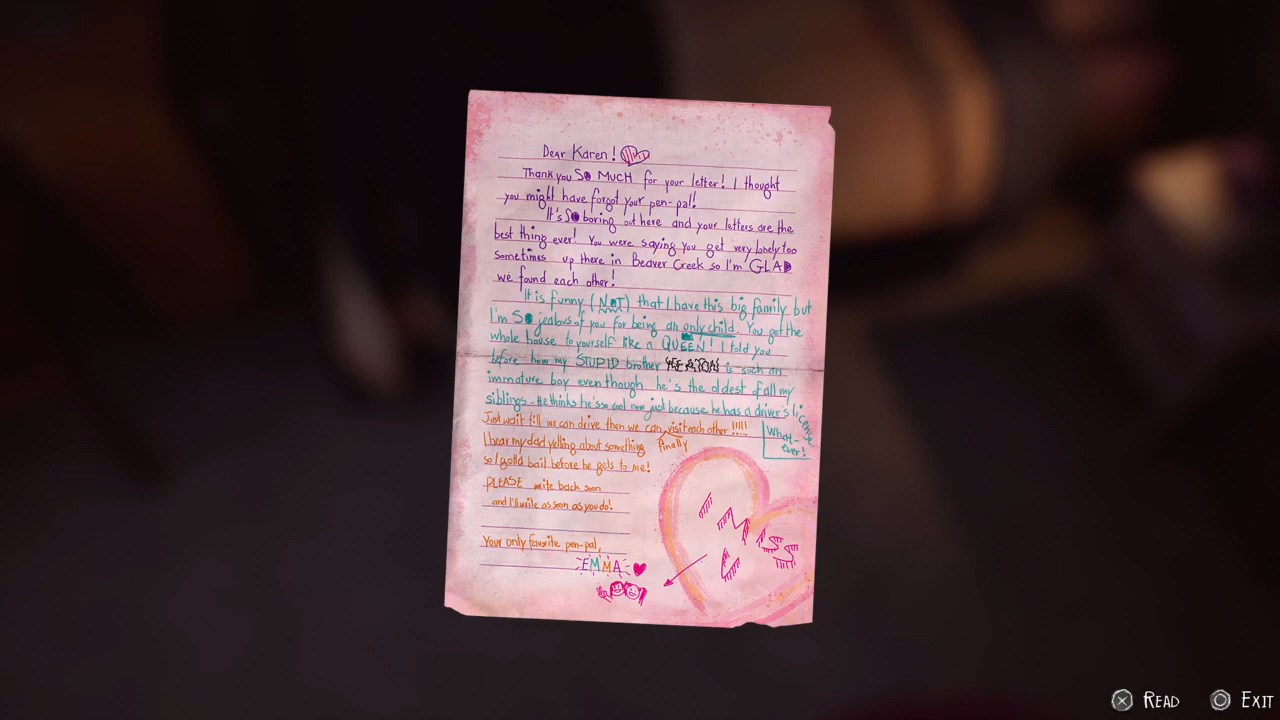 Dear Karen!
Thank you SO MUCH for your letter! I thought
you might have forgot your pen-pal!
It's SO boring out here and your letters are the
best thing ever! You were saying you get very lonely too
sometimes up there in Beaver Creek so I'm GLAD
we found each other!
It is funny (NOT) that I have this big family but
I'm SO jealous of you for being an only child. You get the
whole house to yourself like a QUEEN! I told you
before how my STUPID brother is such an
immature boy even though he's the oldest of all my
siblings. He thinks he's so cool now just because he has a driver's license.
What-
ever!
Just wait till we can drive then we can visit each other!!!!!
finally
I hear my dad yelling about something
so I gotta bail before he gets to me!
PLEASE write back soon
and I'll write as soon as you do!
Your only favorite pen-pal,
EMMA
READ
EXIT